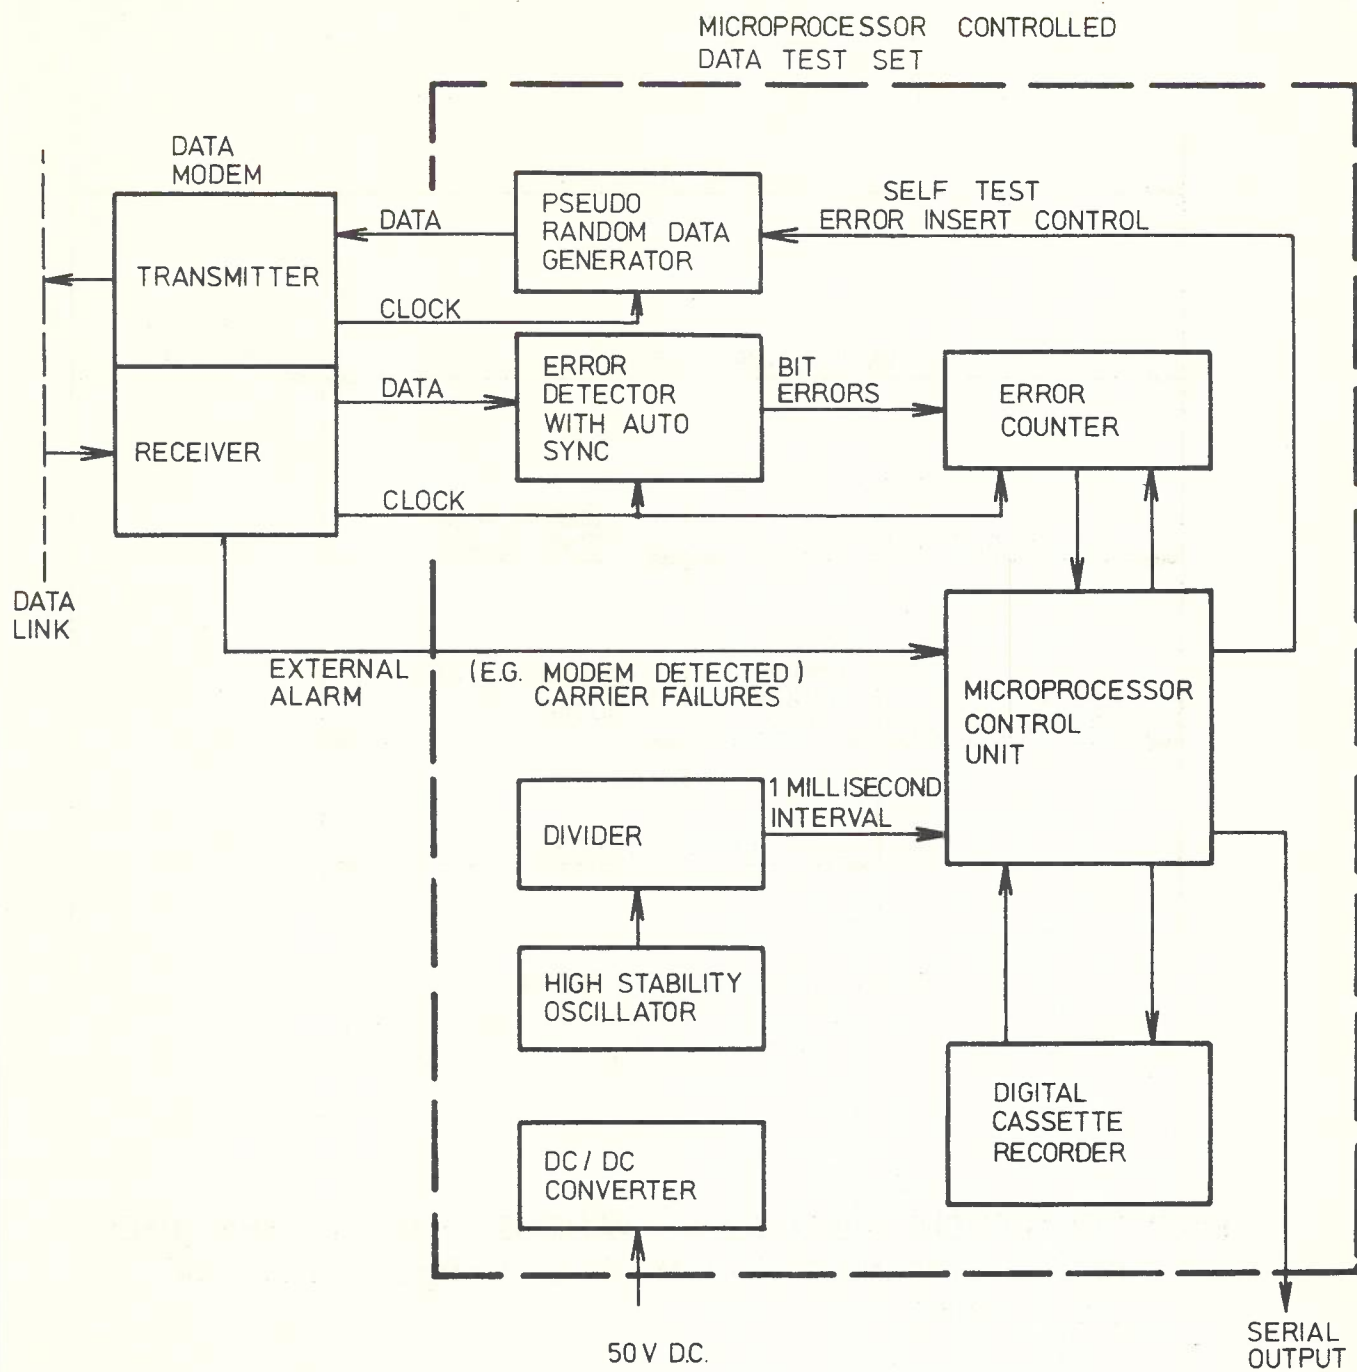 MICROPROCESSOR CONTROLLED
DATA TEST SET
DATA
MODEM
TRANSMITTER
RECEIVER
DATA
LINK
DATA
CLOCK
PSEUDO
RANDOM DATA
GENERATOR
SELF TEST
ERROR INSERT CONTROL
DATA
CLOCK
ERROR
DETECTOR
WITH AUTO
SYNC
BIT
ERRORS
ERROR
COUNTER
EXTERNAL
ALARM
(E.G. MODEM DETECTED)
CARRIER FAILURES
MICROPROCESSOR
CONTROL
UNIT
1 MILLISECOND
INTERVAL
DIVIDER
HIGH STABILITY
OSCILLATOR
DIGITAL
CASSETTE
RECORDER
DC / DC
CONVERTER
50 V D.C.
SERIAL
OUTPUT